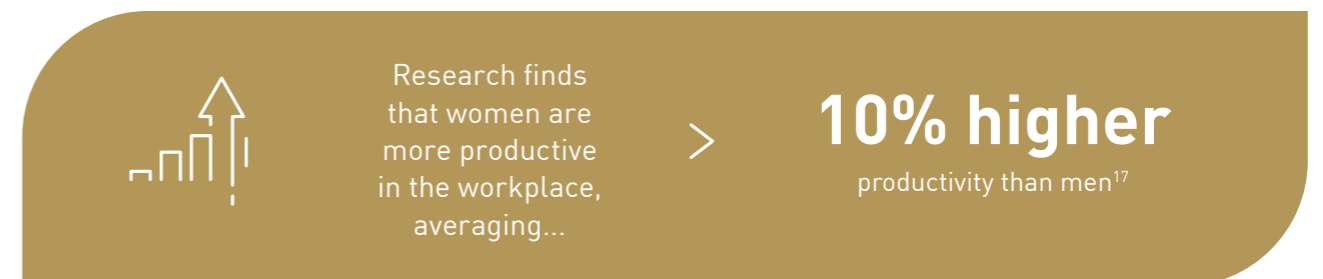 Research finds
that women are
more productive
in the workplace,
averaging...
>
10% higher
productivity than men17